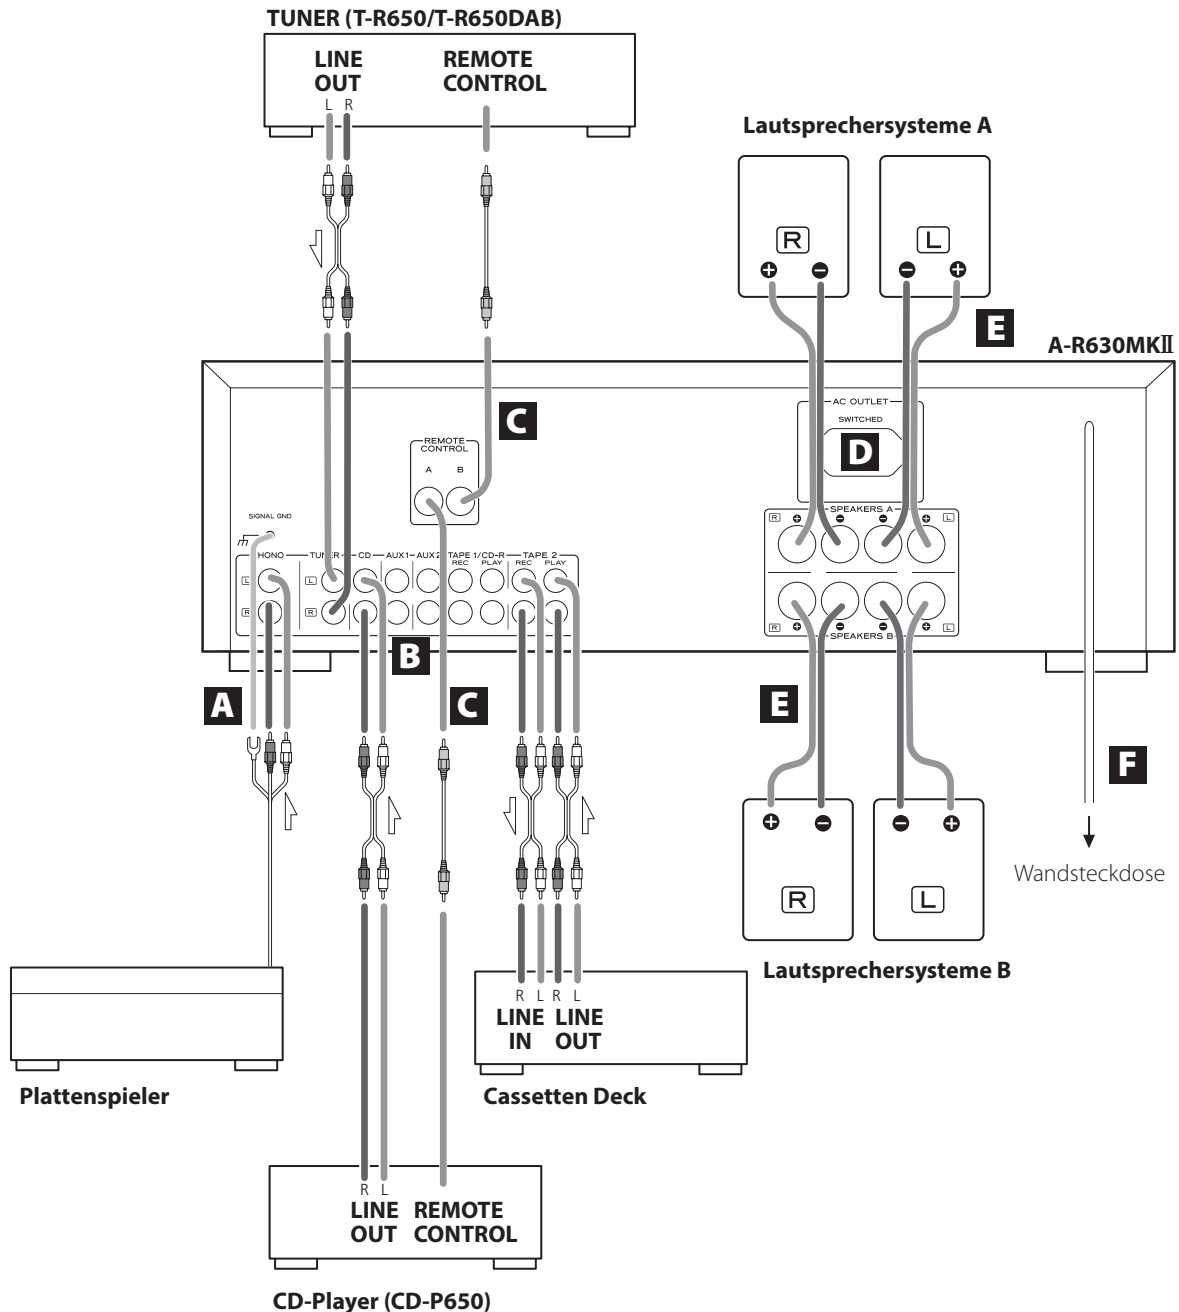 TUNER (T-R650/T-R650DAB)
LINE
OUT
L R
REMOTE
CONTROL
Lautsprechersysteme A
R
L
E
A-R630MKⅡ
C
AC OUTLET
SWITCHED
D
REMOTE
CONTROL
A B
SIGNAL GND
SPEAKERS A
R
L
HONO
TUNER
CD
AUX1
AUX2
TAPE 1/CD-R
REC PLAY
TAPE 2
REC PLAY
L
L
R
R
SPEAKERS B
R
L
B
A
C
E
F
Wandsteckdose
R
L
Lautsprechersysteme B
R L R L
LINE LINE
IN OUT
Plattenspieler
Cassetten Deck
R L
LINE
OUT
REMOTE
CONTROL
CD-Player (CD-P650)